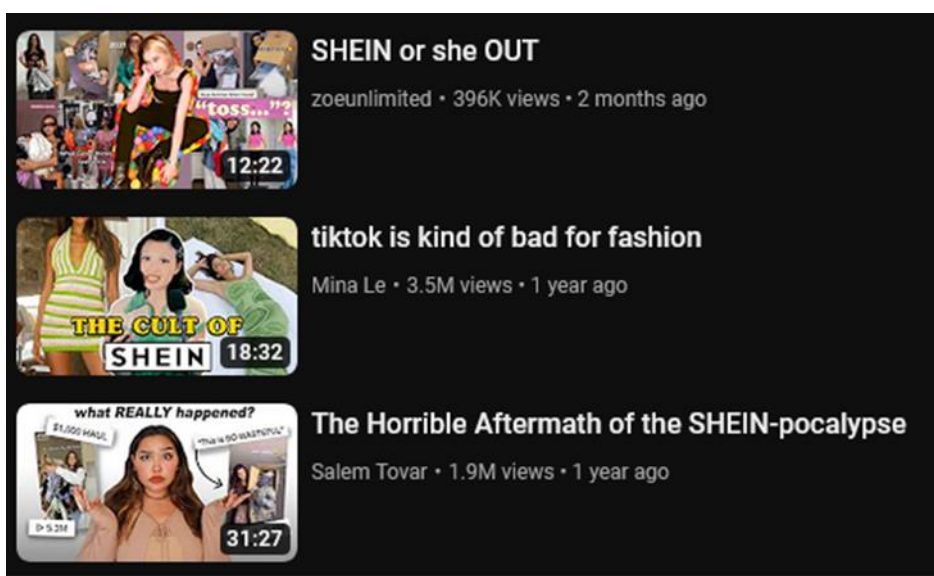 SHEIN or she OUT
zoeunlimited • 396K views • 2 months ago
"toss..."?
12:22
tiktok is kind of bad for fashion
Mina Le • 3.5M views • 1 year ago
THE CULT OF
SHEIN
18:32
The Horrible Aftermath of the SHEIN-pocalypse
Salem Tovar • 1.9M views • 1 year ago
what REALLY happened?
$1,000 HAUL
"This is SO WASTEFUL"
5.2M
31:27